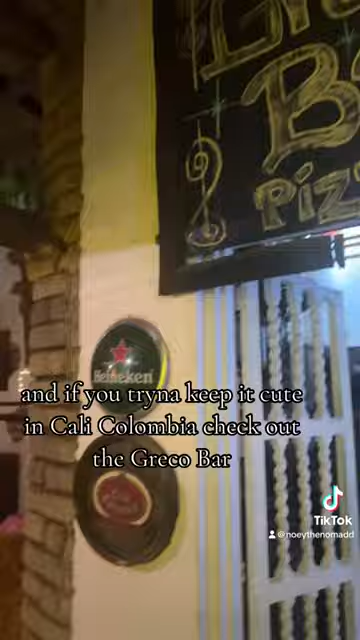 Heineken
and if you tryna keep it cute
in Cali Colombia check out
the Greco Bar
TikTok
@noeythenomadd